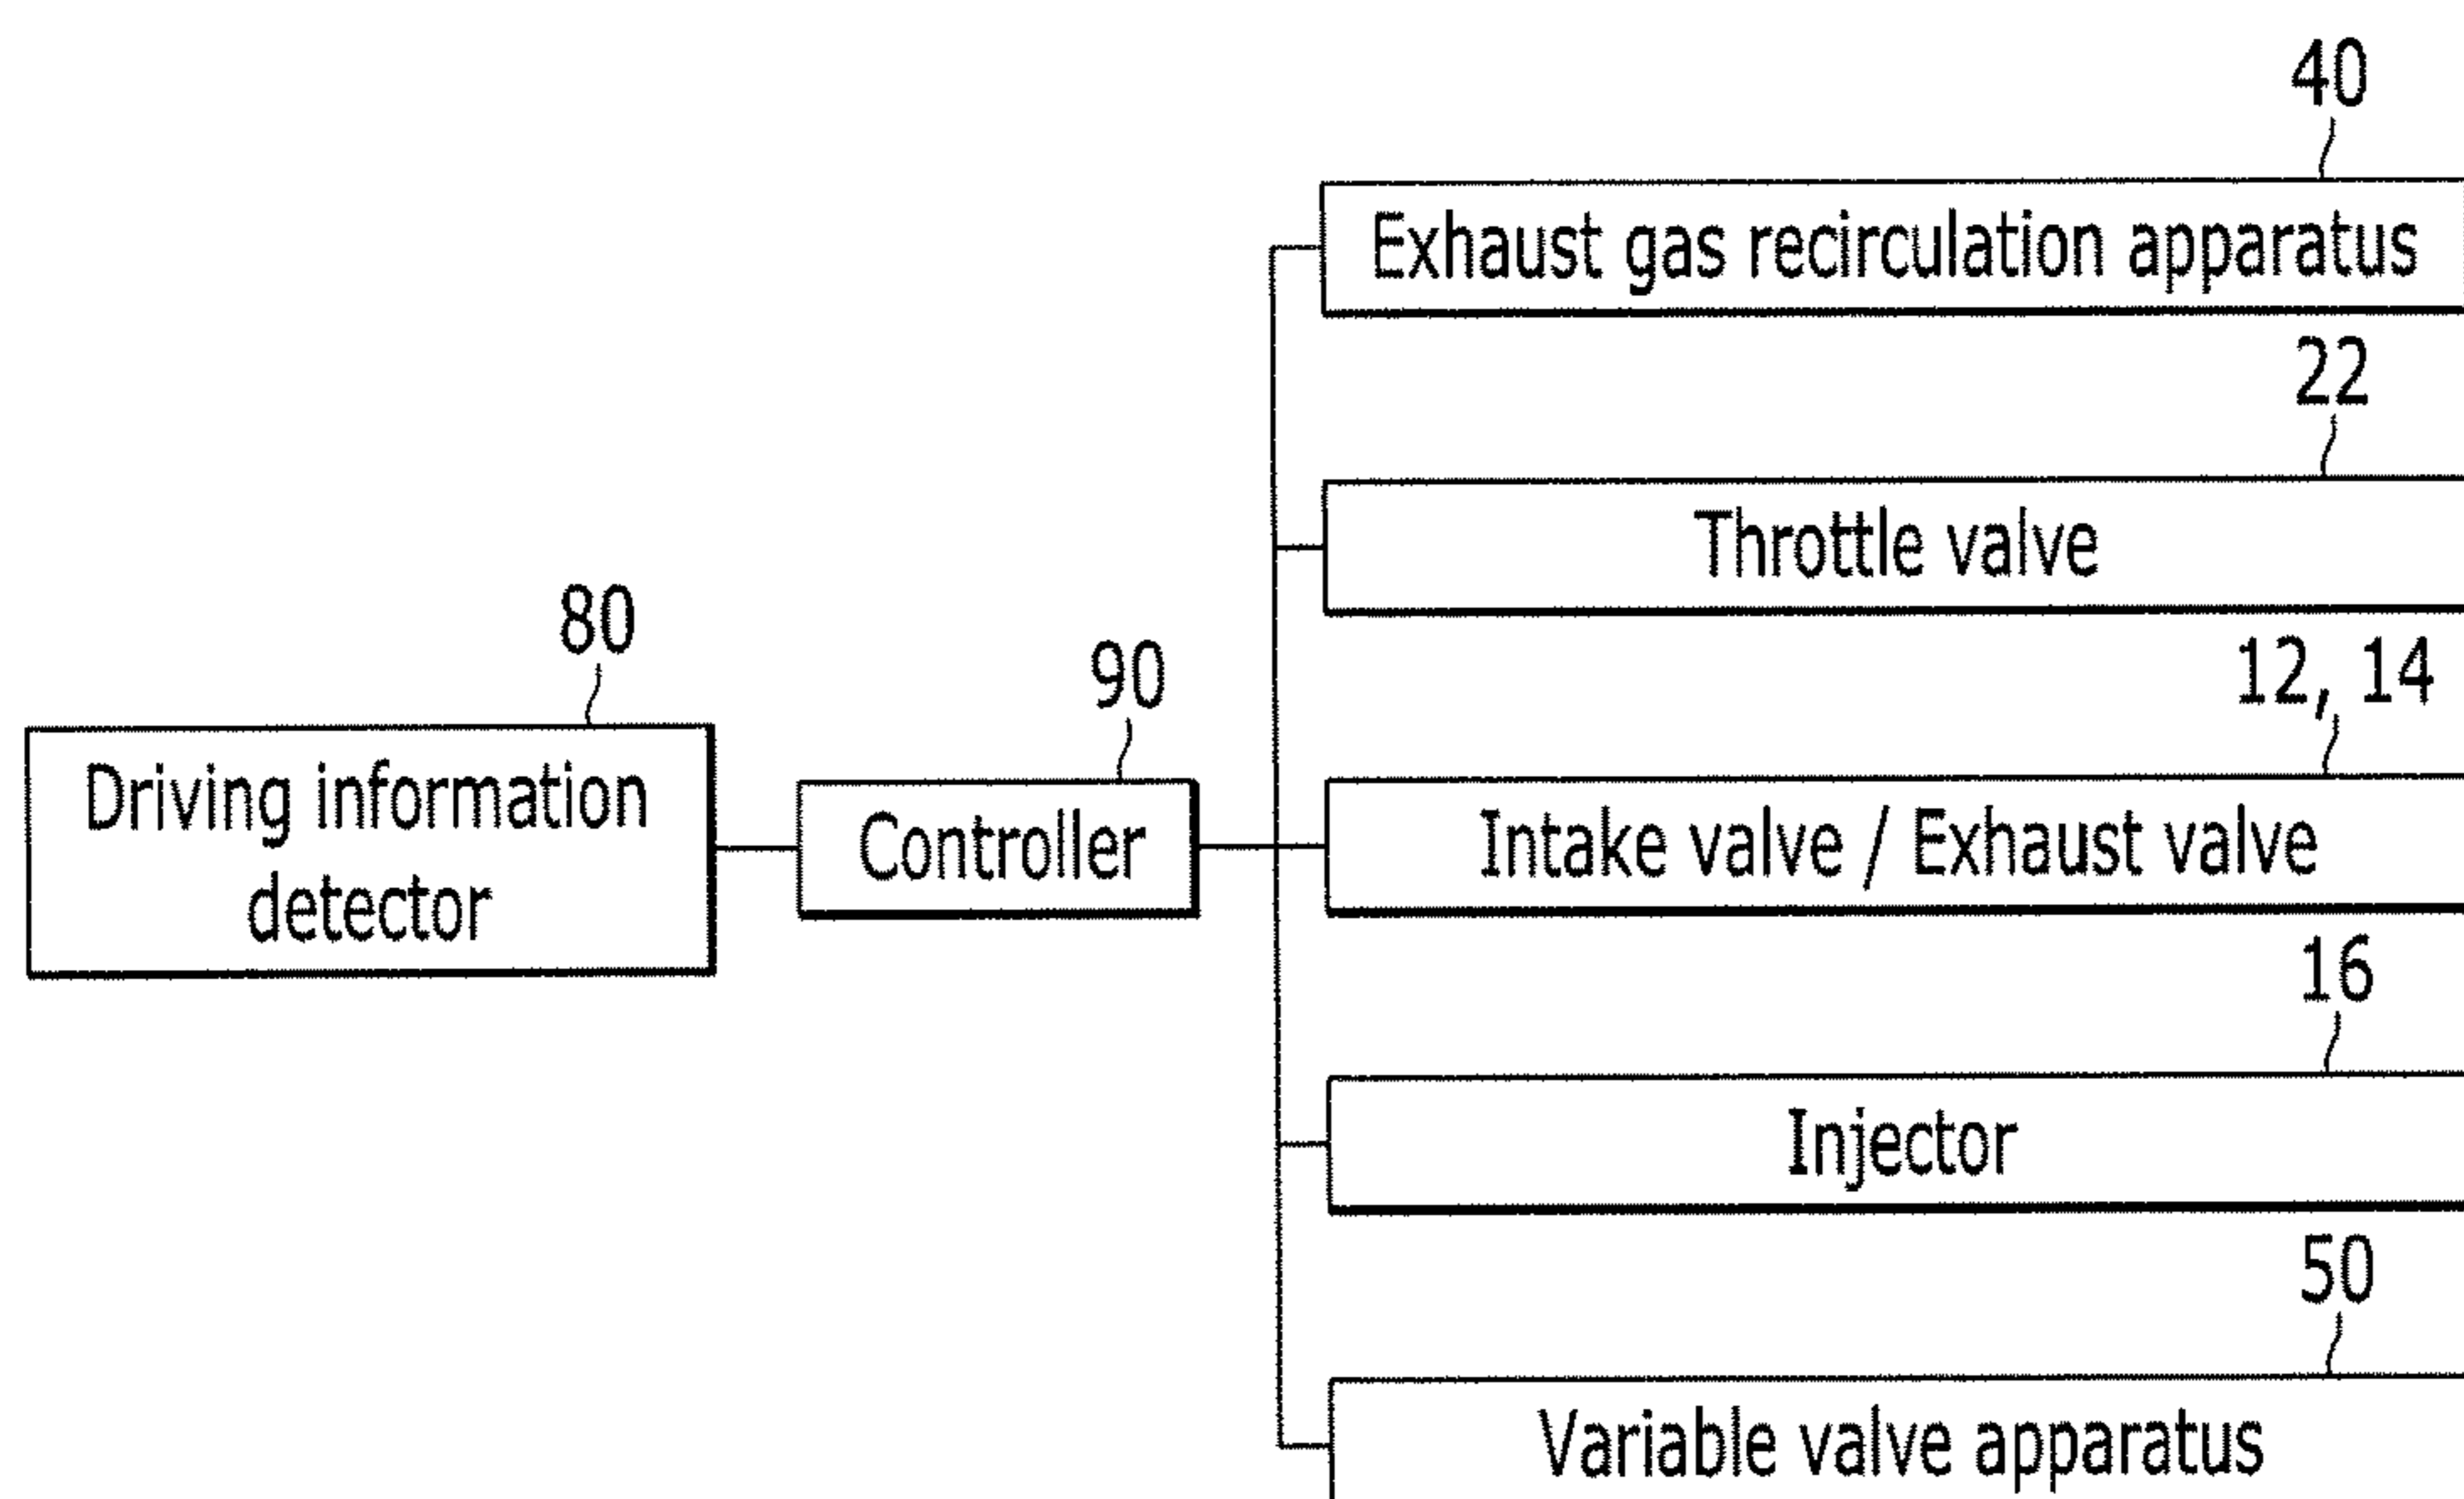 40
Exhaust gas recirculation apparatus
22
Throttle valve
80
90
12, 14
Driving information
detector
Controller
Intake valve / Exhaust valve
16
Injector
50
Variable valve apparatus